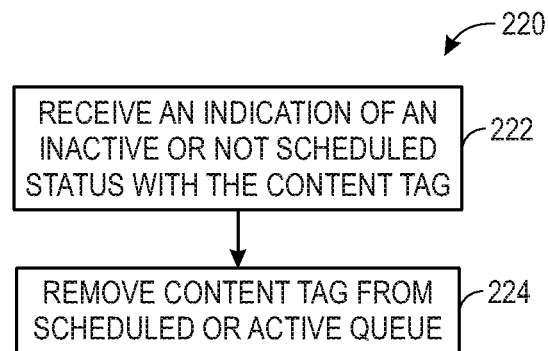 220
RECEIVE AN INDICATION OF AN
INACTIVE OR NOT SCHEDULED
STATUS WITH THE CONTENT TAG
222
REMOVE CONTENT TAG FROM
SCHEDULED OR ACTIVE QUEUE
224